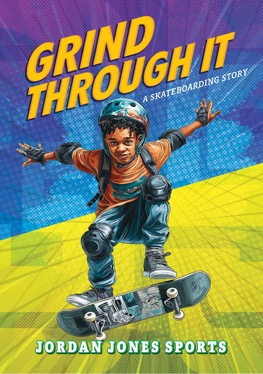 GRIND
THROUGH IT
A SKATEBOARDING STORY
JORDAN JONES SPORTS